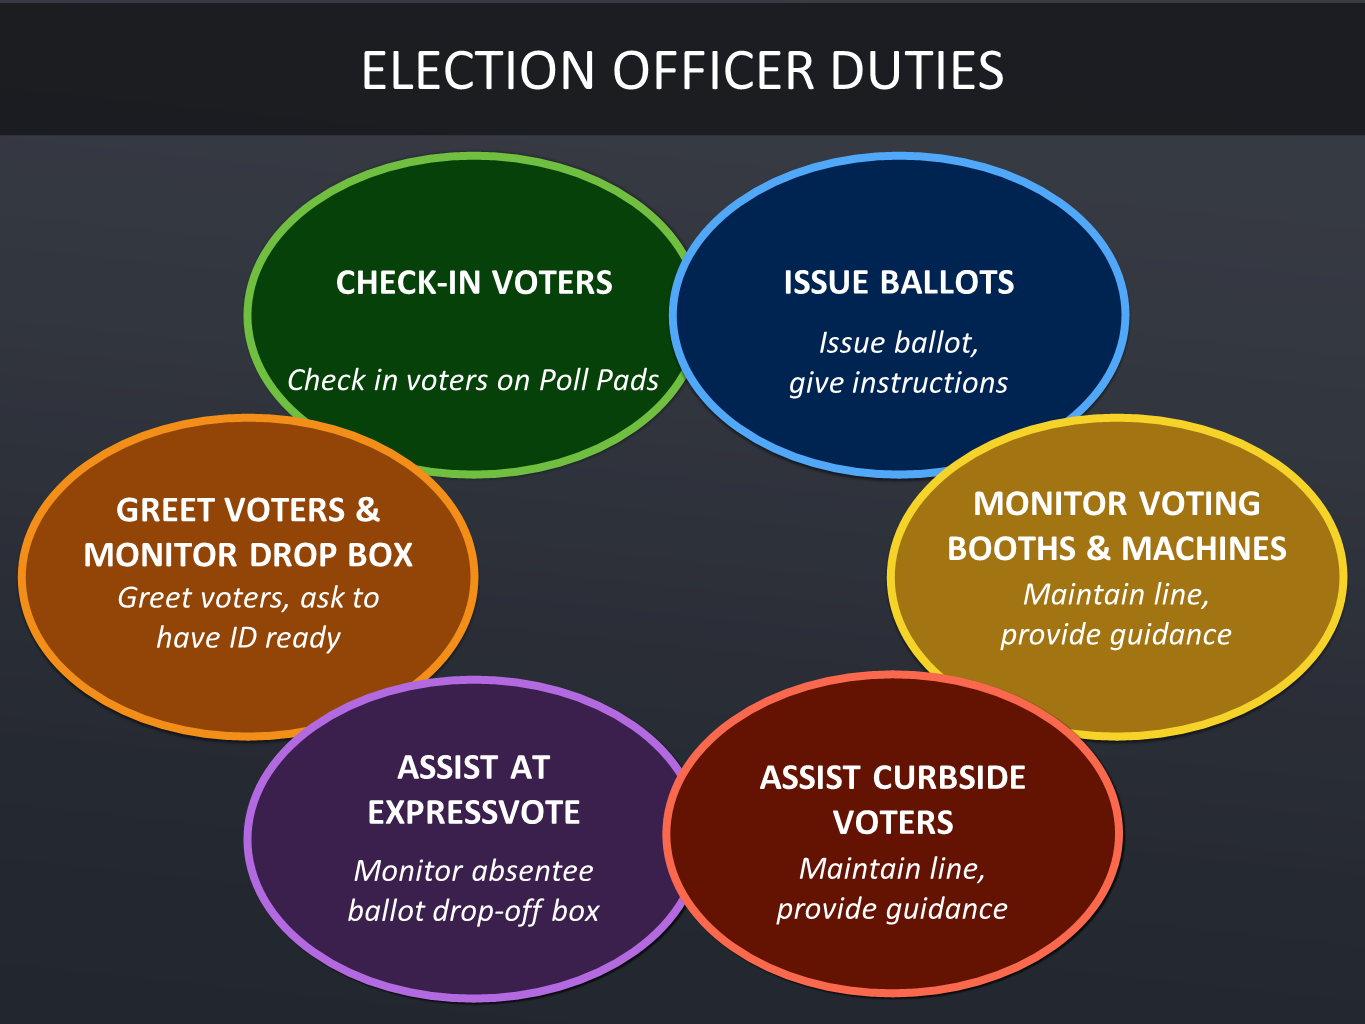 ELECTION OFFICER DUTIES
CHECK-IN VOTERS
Check in voters on Poll Pads
ISSUE BALLOTS
Issue ballot,
give instructions
GREET VOTERS &
MONITOR DROP BOX
Greet voters, ask to
have ID ready
MONITOR VOTING
BOOTHS & MACHINES
Maintain line,
provide guidance
ASSIST AT
EXPRESSVOTE
Monitor absentee
ballot drop-off box
ASSIST CURBSIDE
VOTERS
Maintain line,
provide guidance